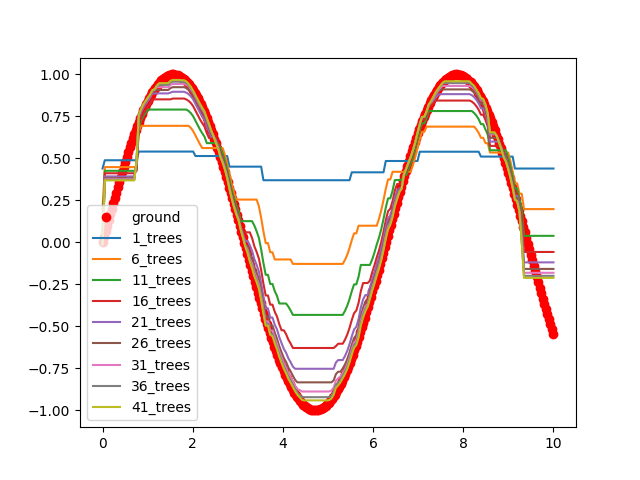 1.00
0.75
0.50
0.25
0.00
−0.25
−0.50
−0.75
−1.00
ground
1_trees
6_trees
11_trees
16_trees
21_trees
26_trees
31_trees
36_trees
41_trees
0 2 4 6 8 10